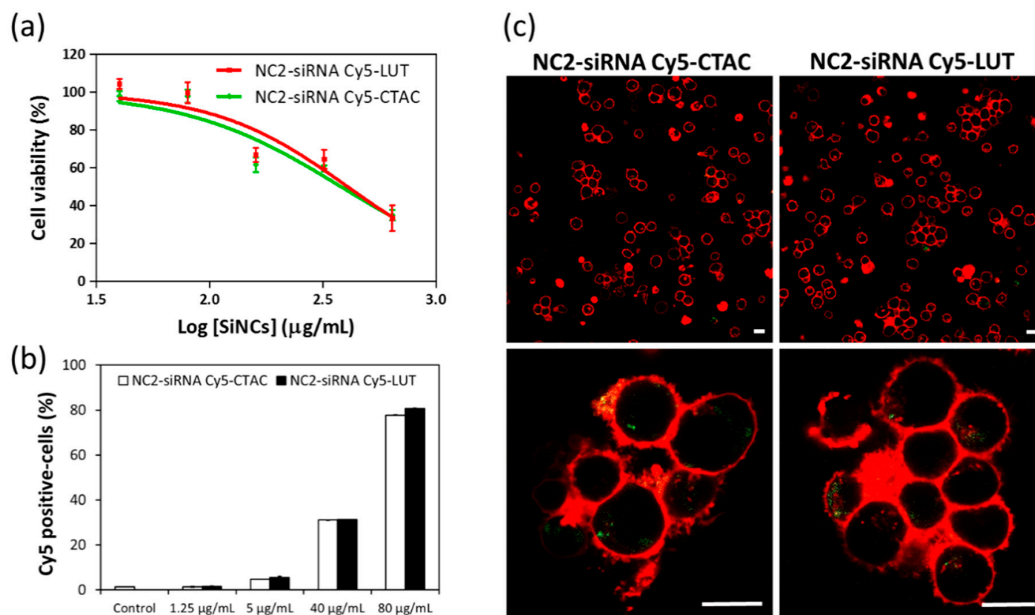 (a)
120
100
80
60
40
20
0
Cell viability (%)
NC2-siRNA Cy5-LUT
NC2-siRNA Cy5-CTAC
1.5 2.0 2.5 3.0
Log [SiNCs] (µg/mL)
(b)
100
80
60
40
20
0
Cy5 positive-cells (%)
NC2-siRNA Cy5-CTAC NC2-siRNA Cy5-LUT
Control 1.25 µg/mL 5 µg/mL 40 µg/mL 80 µg/mL
(c)
NC2-siRNA Cy5-CTAC NC2-siRNA Cy5-LUT